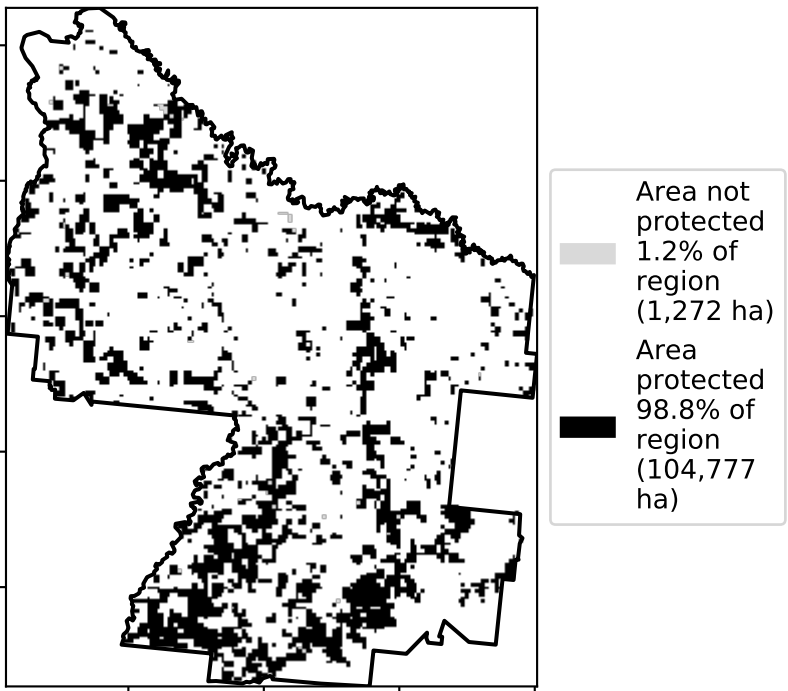 Area not
protected
1.2% of
region
(1,272 ha)
Area
protected
98.8% of
region
(104,777
ha)